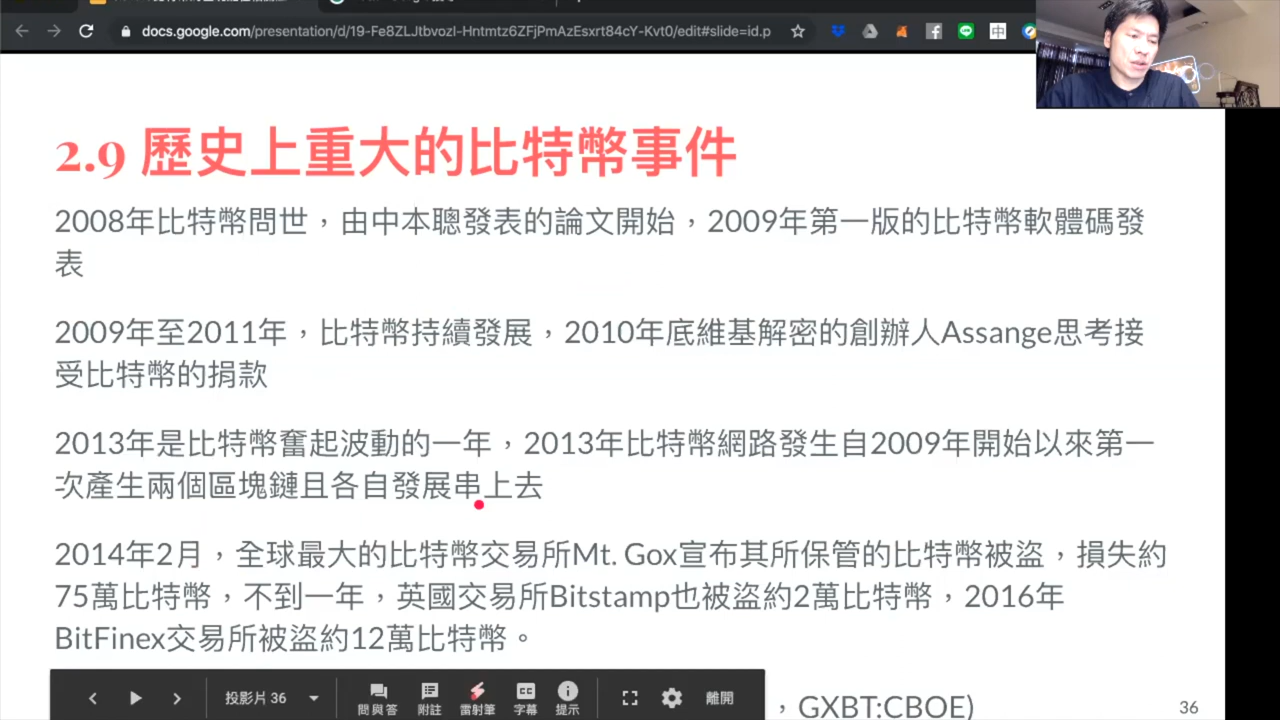 docs.google.com/presentation/d/19-Fe8ZLJtbvozI-Hntmtz6ZFjPmAzEsxrt84cY-Kvt0/edit#slide=id.p
中
2.9 歷史上重大的比特幣事件
2008年比特幣問世，由中本聰發表的論文開始，2009年第一版的比特幣軟體碼發
表
2009年至2011年，比特幣持續發展，2010年底維基解密的創辦人Assange思考接
受比特幣的捐款
2013年是比特幣奮起波動的一年，2013年比特幣網路發生自2009年開始以來第一
次產生兩個區塊鏈且各自發展串上去
2014年2月，全球最大的比特幣交易所Mt. Gox宣布其所保管的比特幣被盜，損失約
75萬比特幣，不到一年，英國交易所Bitstamp也被盜約2萬比特幣，2016年
BitFinex交易所被盜約12萬比特幣。
，GXBT:CBOE)
投影片 36
問與答 附註 雷射筆 字幕 提示 離開
36